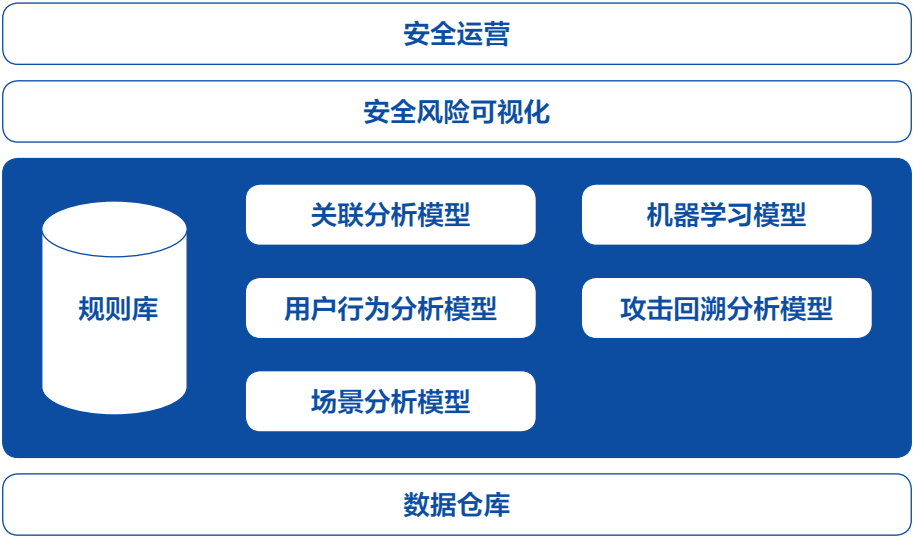 安全运营
安全风险可视化
关联分析模型
机器学习模型
规则库
用户行为分析模型
攻击回溯分析模型
场景分析模型
数据仓库